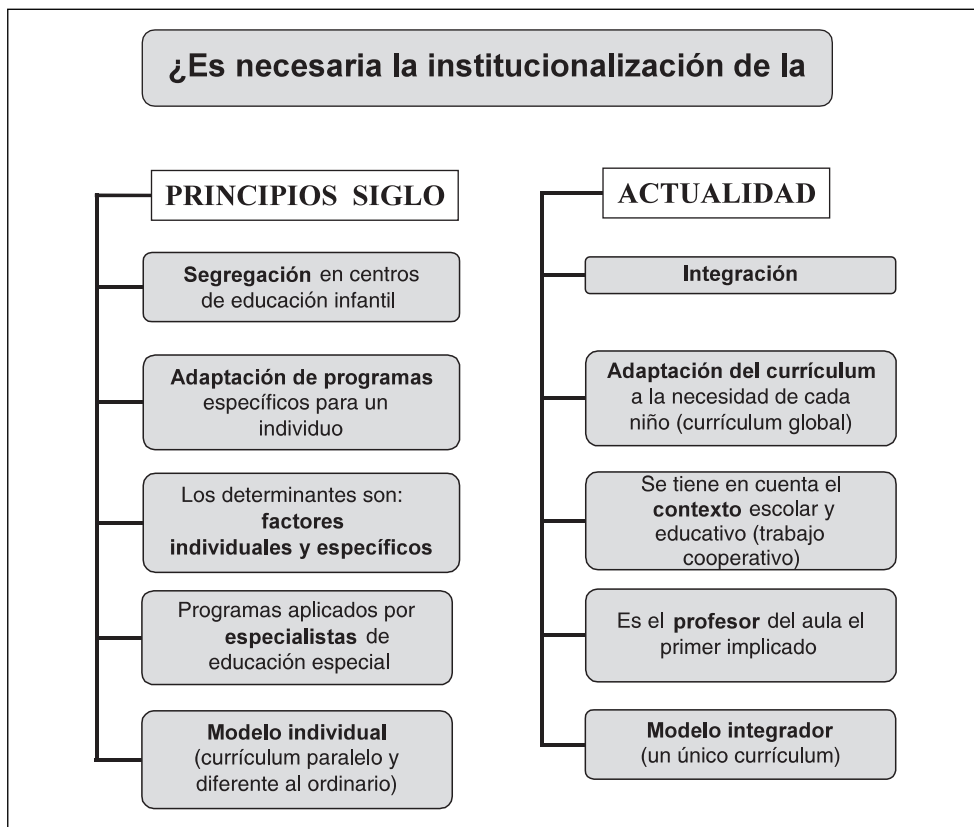 ¿Es necesaria la institucionalización de la
PRINCIPIOS SIGLO
Segregación en centros
de educación infantil
Adaptación de programas
específicos para un
individuo
Los determinantes son:
factores
individuales y específicos
Programas aplicados por
especialistas de
educación especial
Modelo individual
(currículum paralelo y
diferente al ordinario)
ACTUALIDAD
Integración
Adaptación del currículum
a la necesidad de cada
niño (currículum global)
Se tiene en cuenta el
contexto escolar y
educativo (trabajo
cooperativo)
Es el profesor del aula el
primer implicado
Modelo integrador
(un único currículum)